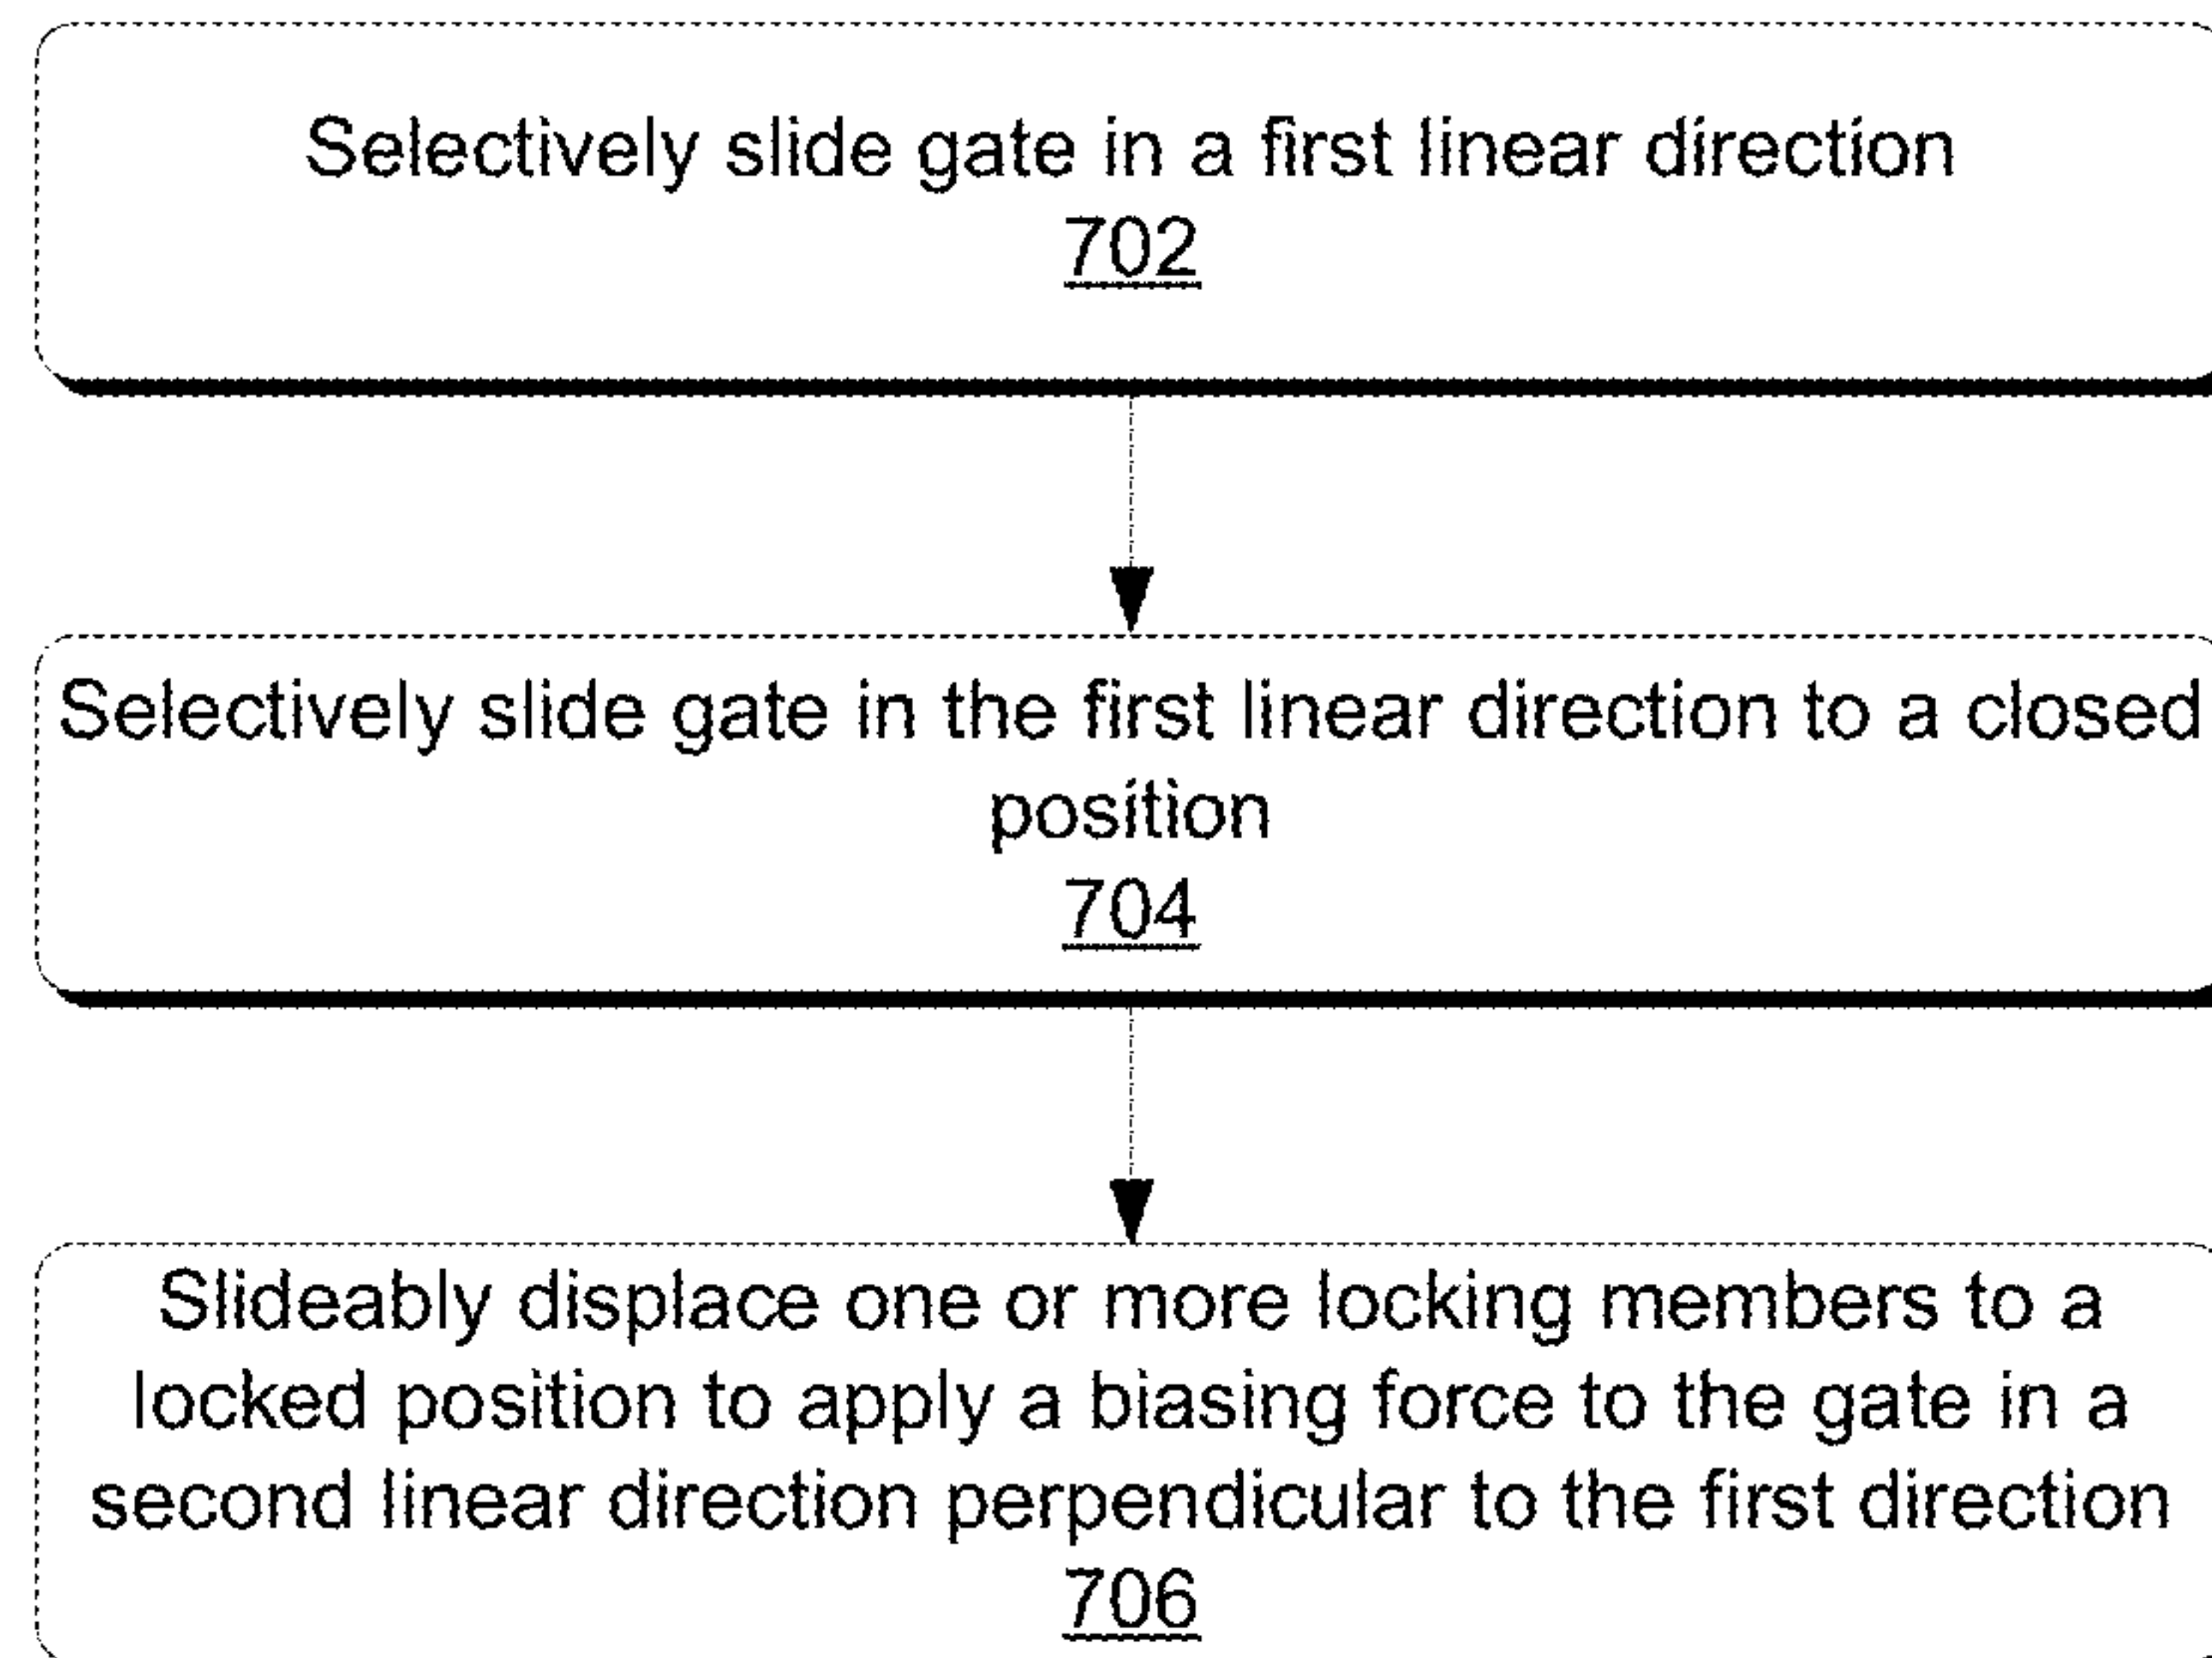 Selectively slide gate in a first linear direction
702
Selectively slide gate in the first linear direction to a closed
position
704
Slideably displace one or more locking members to a
locked position to apply a biasing force to the gate in a
second linear direction perpendicular to the first direction
706